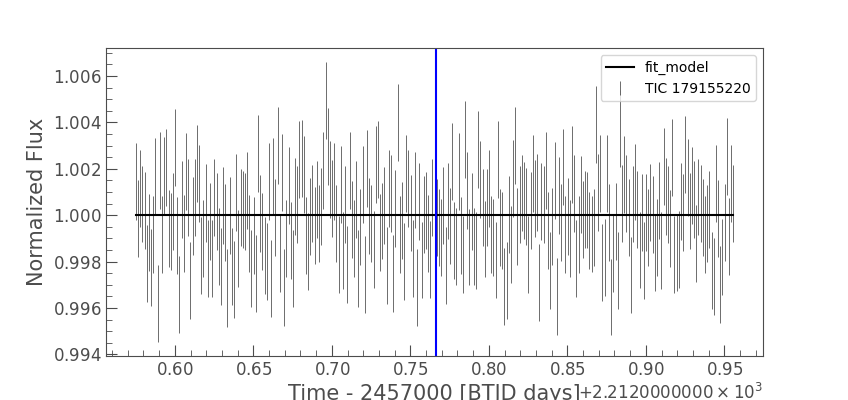 Normalized Flux
1.006
1.004
1.002
1.000
0.998
0.996
0.994
fit_model
TIC 179155220
0.60 0.65 0.70 0.75 0.80 0.85 0.90 0.95
Time - 2457000 [BTJD days] +2.2120000000 × 10³